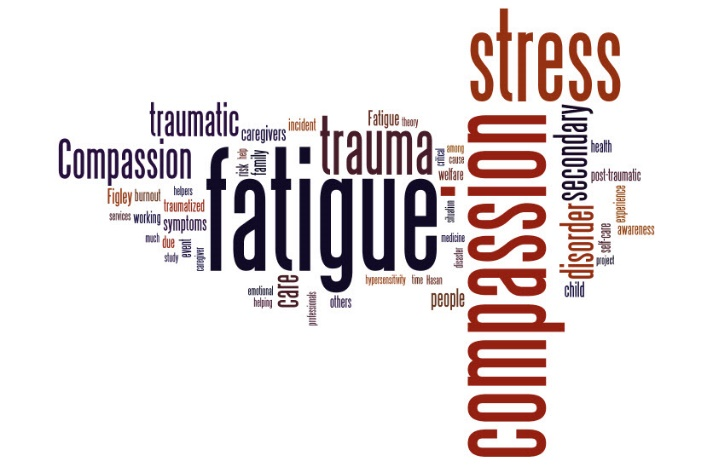 stress
traumatic
caregivers
incident
Fatigue
theory
trauma
Compassion
risk
help
family
critical
among
cause
welfare
secondary
health
post-traumatic
Figley
burnout
helpers
traumatized
services
working
symptoms
fatigue
situation
compassion
experience
awareness
self-care
disorder
much
due
event
study
caregiver
medicine
disaster
project
child
emotional
helping
care
professionals
others
hypersensitivity
time
Hasan
people